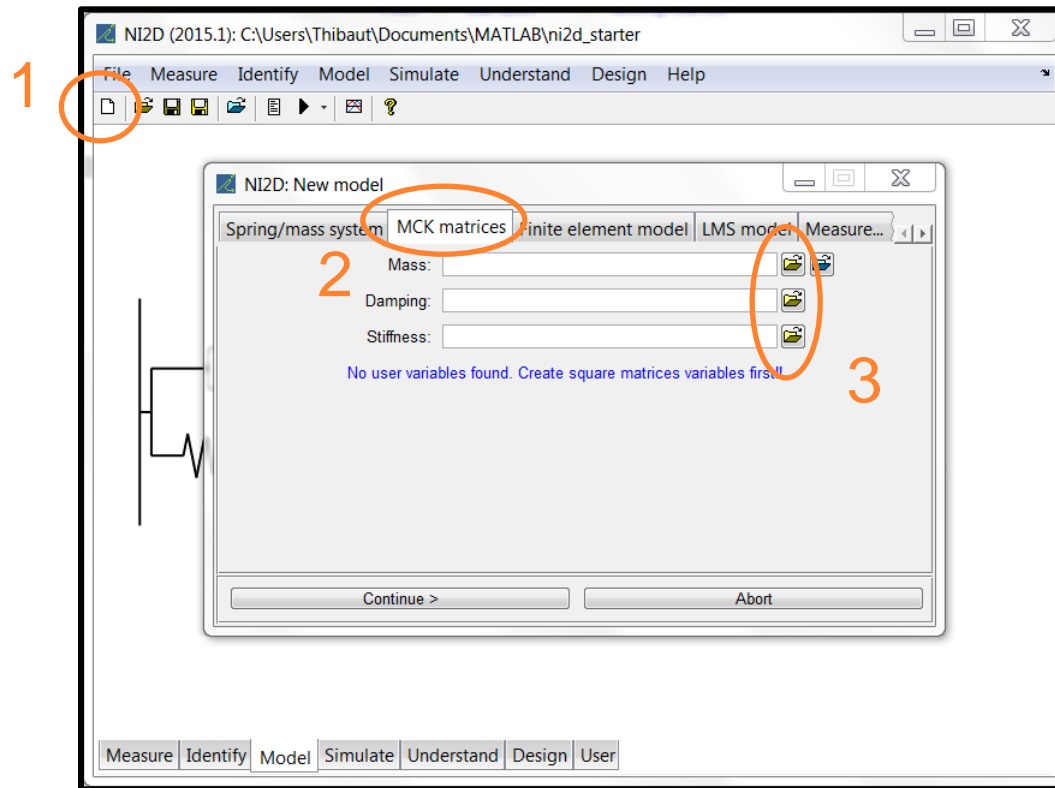 NI2D (2015.1): C:\Users\Thibaut\Documents\MATLAB\ni2d_starter
1
File Measure Identify Model Simulate Understand Design Help
NI2D: New model
Spring/mass system MCK matrices Finite element model LMS model Measure...
2
Mass:
Damping:
Stiffness:
No user variables found. Create square matrices variables first!!
3
Continue > Abort
Measure Identify Model Simulate Understand Design User